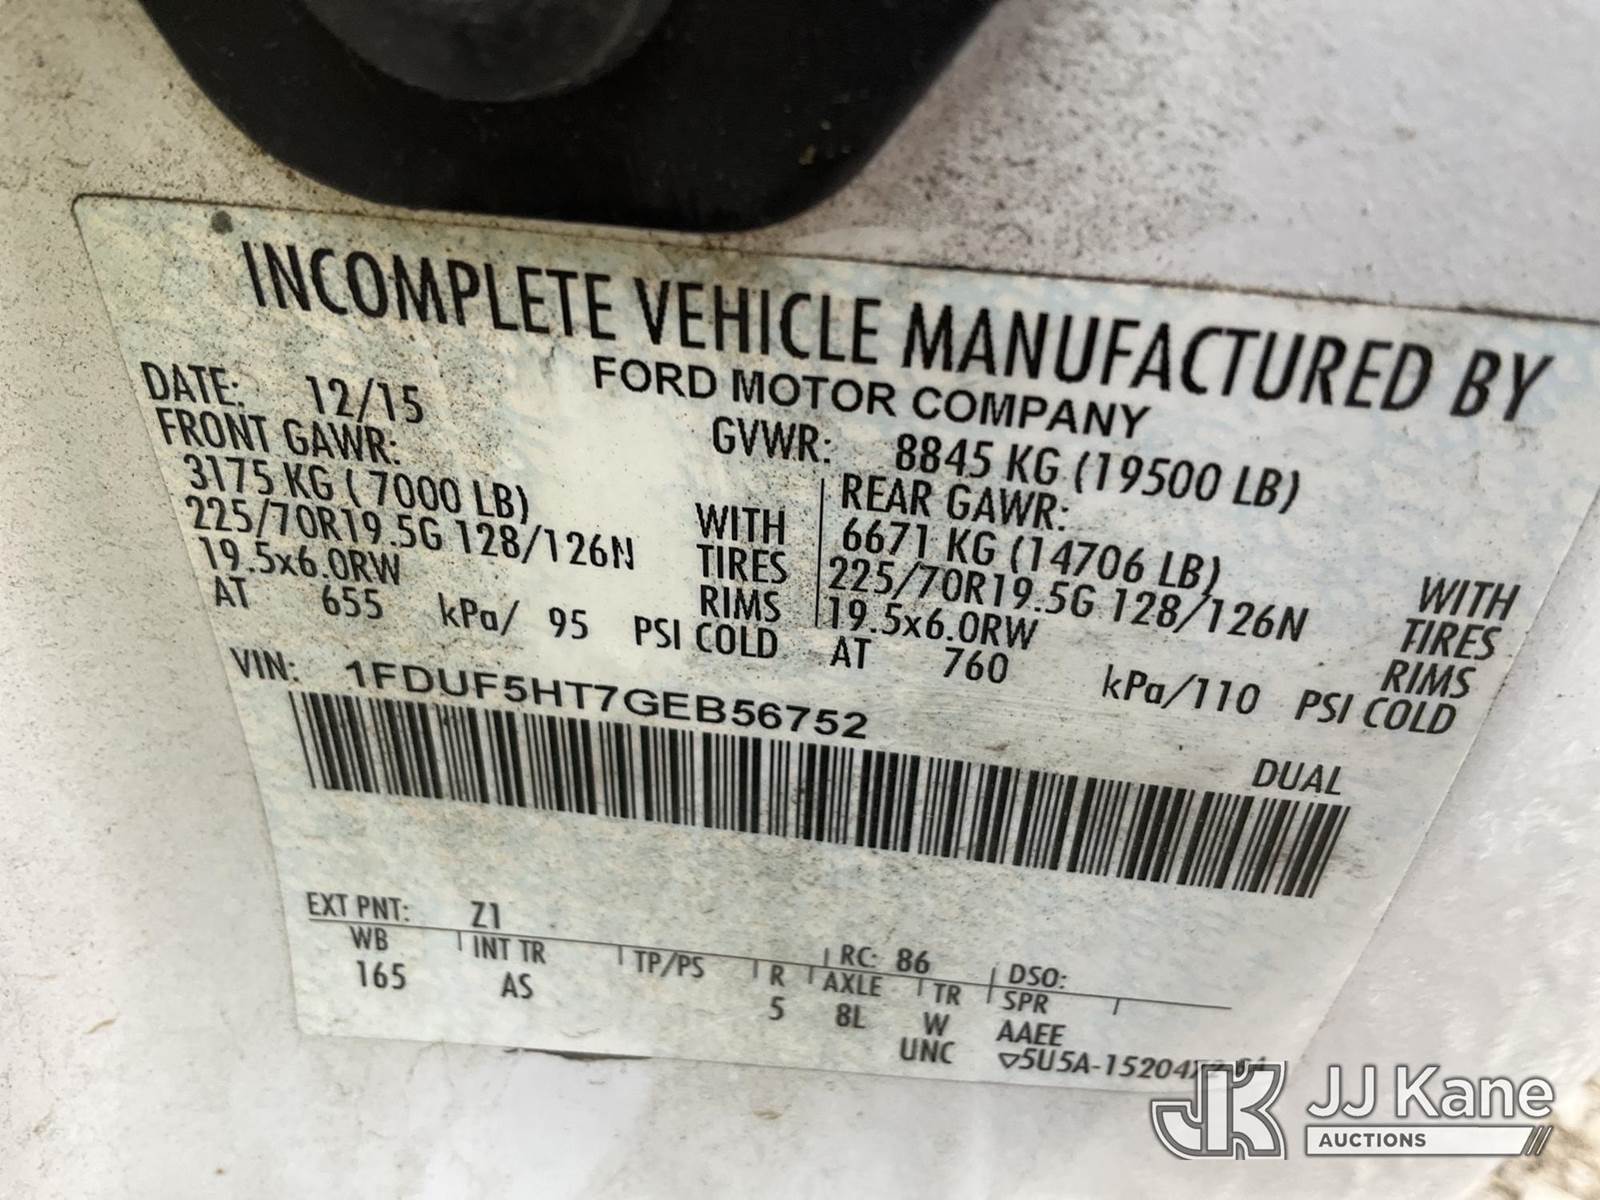 INCOMPLETE VEHICLE MANUFACTURED BY
FORD MOTOR COMPANY
DATE: 12/15
GVWR: 8845 KG (19500 LB)
FRONT GAWR:
3175 KG ( 7000 LB)
225/70R19.5G 128/126N
19.5x6.0RW
AT 655 kPa/ 95 PSI COLD
WITH
TIRES
RIMS
REAR GAWR:
6671 KG (14706 LB)
225/70R19.5G 128/126N
19.5x6.0RW
AT 760 kPa/110 PSI COLD
WITH
TIRES
RIMS
VIN: 1FDUF5HT7GEB56752
DUAL
EXT PNT: Z1 RC: 86 DSO:
WB INT TR TP/PS R AXLE TR SPR
165 AS 5 8L W AAEE
UNC
JK JJ Kane
AUCTIONS